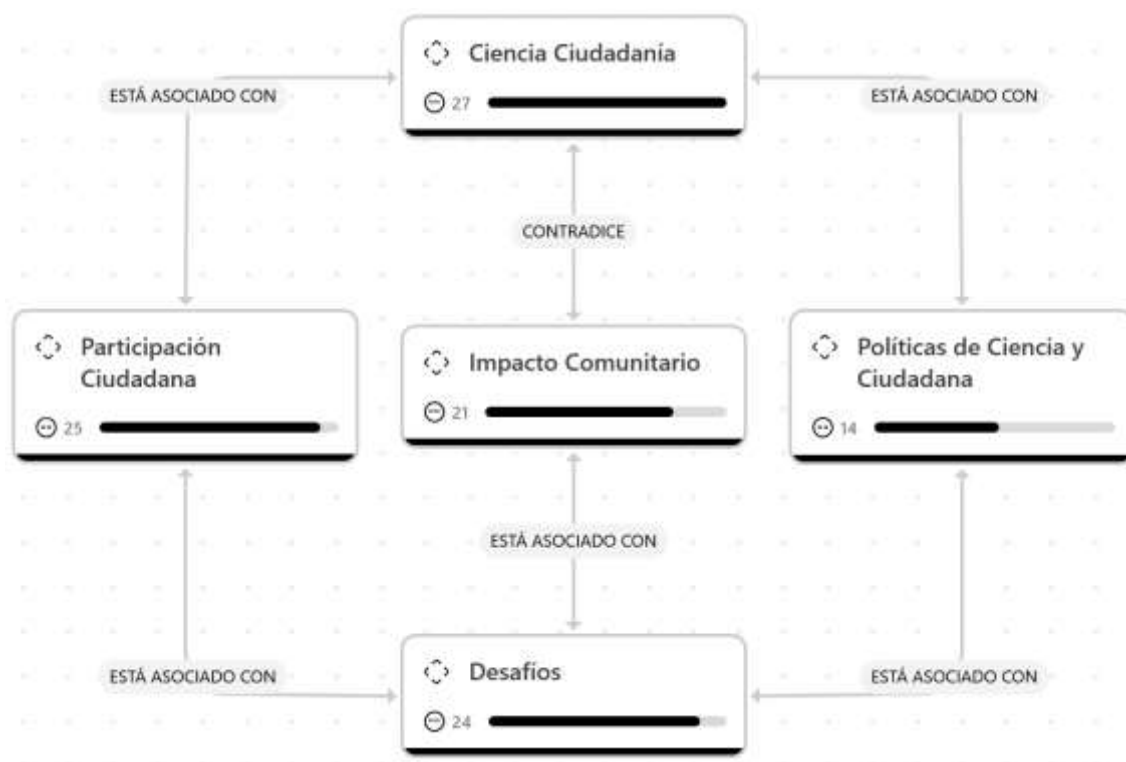 Ciencia Ciudadanía
27
ESTÁ ASOCIADO CON
ESTÁ ASOCIADO CON
CONTRADICE
Participación
Ciudadana
25
Impacto Comunitario
21
Políticas de Ciencia y
Ciudadana
14
ESTÁ ASOCIADO CON
ESTÁ ASOCIADO CON
ESTÁ ASOCIADO CON
Desafíos
24